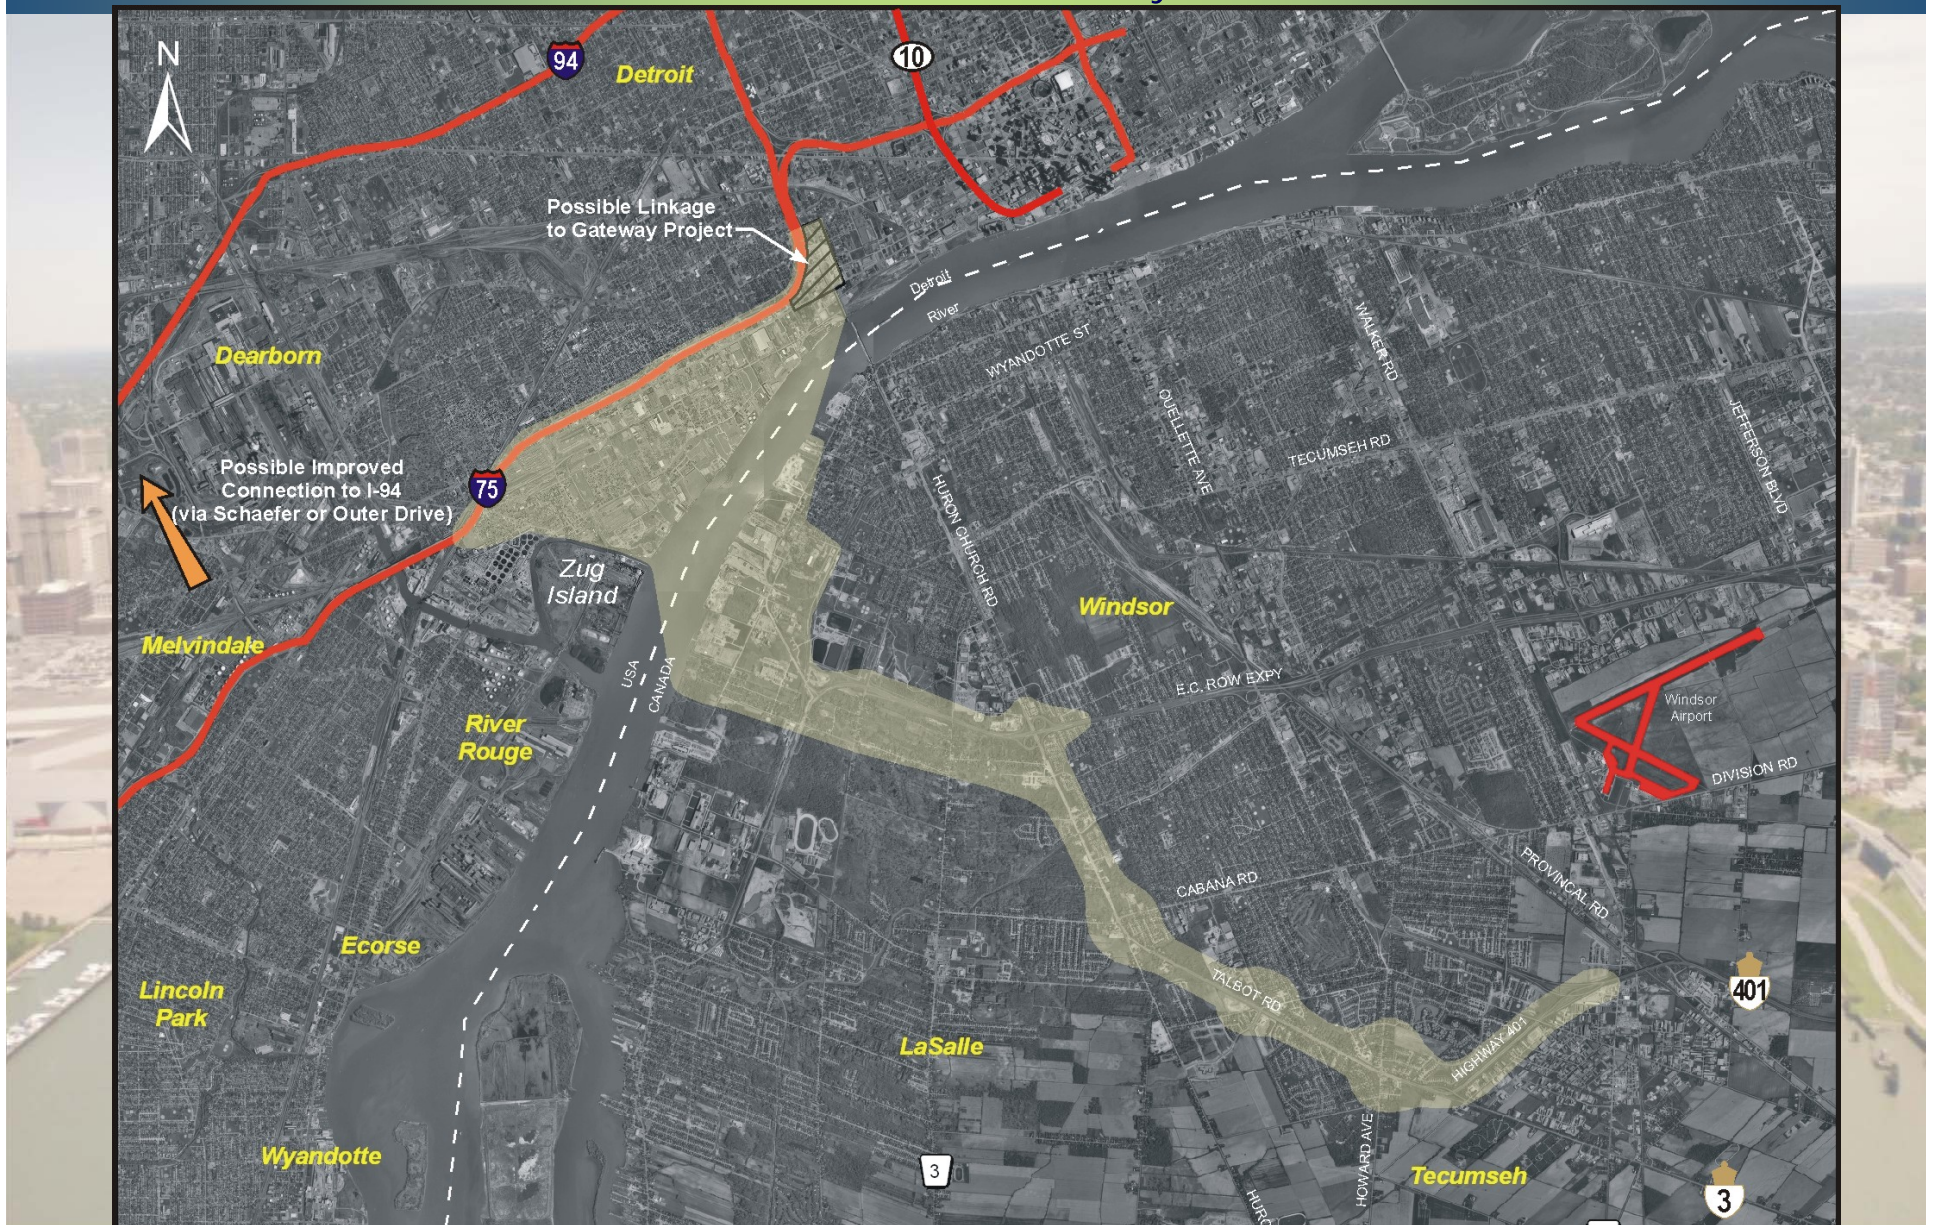 N
94
Detroit
10
Possible Linkage
to Gateway Project
Detroit
River
WYANDOTTE ST
WALKER RD
Dearborn
OUELLETTE AVE
TECUMSEH RD
JEFFERSON BLVD
Possible Improved
Connection to I-94
(via Schaefer or Outer Drive)
75
HURON CHURCH RD
Zug
Island
Windsor
Melvindale
USA
CANADA
E.C. ROW EXPY
Windsor
Airport
River
Rouge
DIVISION RD
PROVINCAL RD
CABANA RD
Ecorse
Lincoln
Park
TALBOT RD
401
HIGHWAY 401
LaSalle
Wyandotte
3
HOWARD AVE
Tecumseh
3